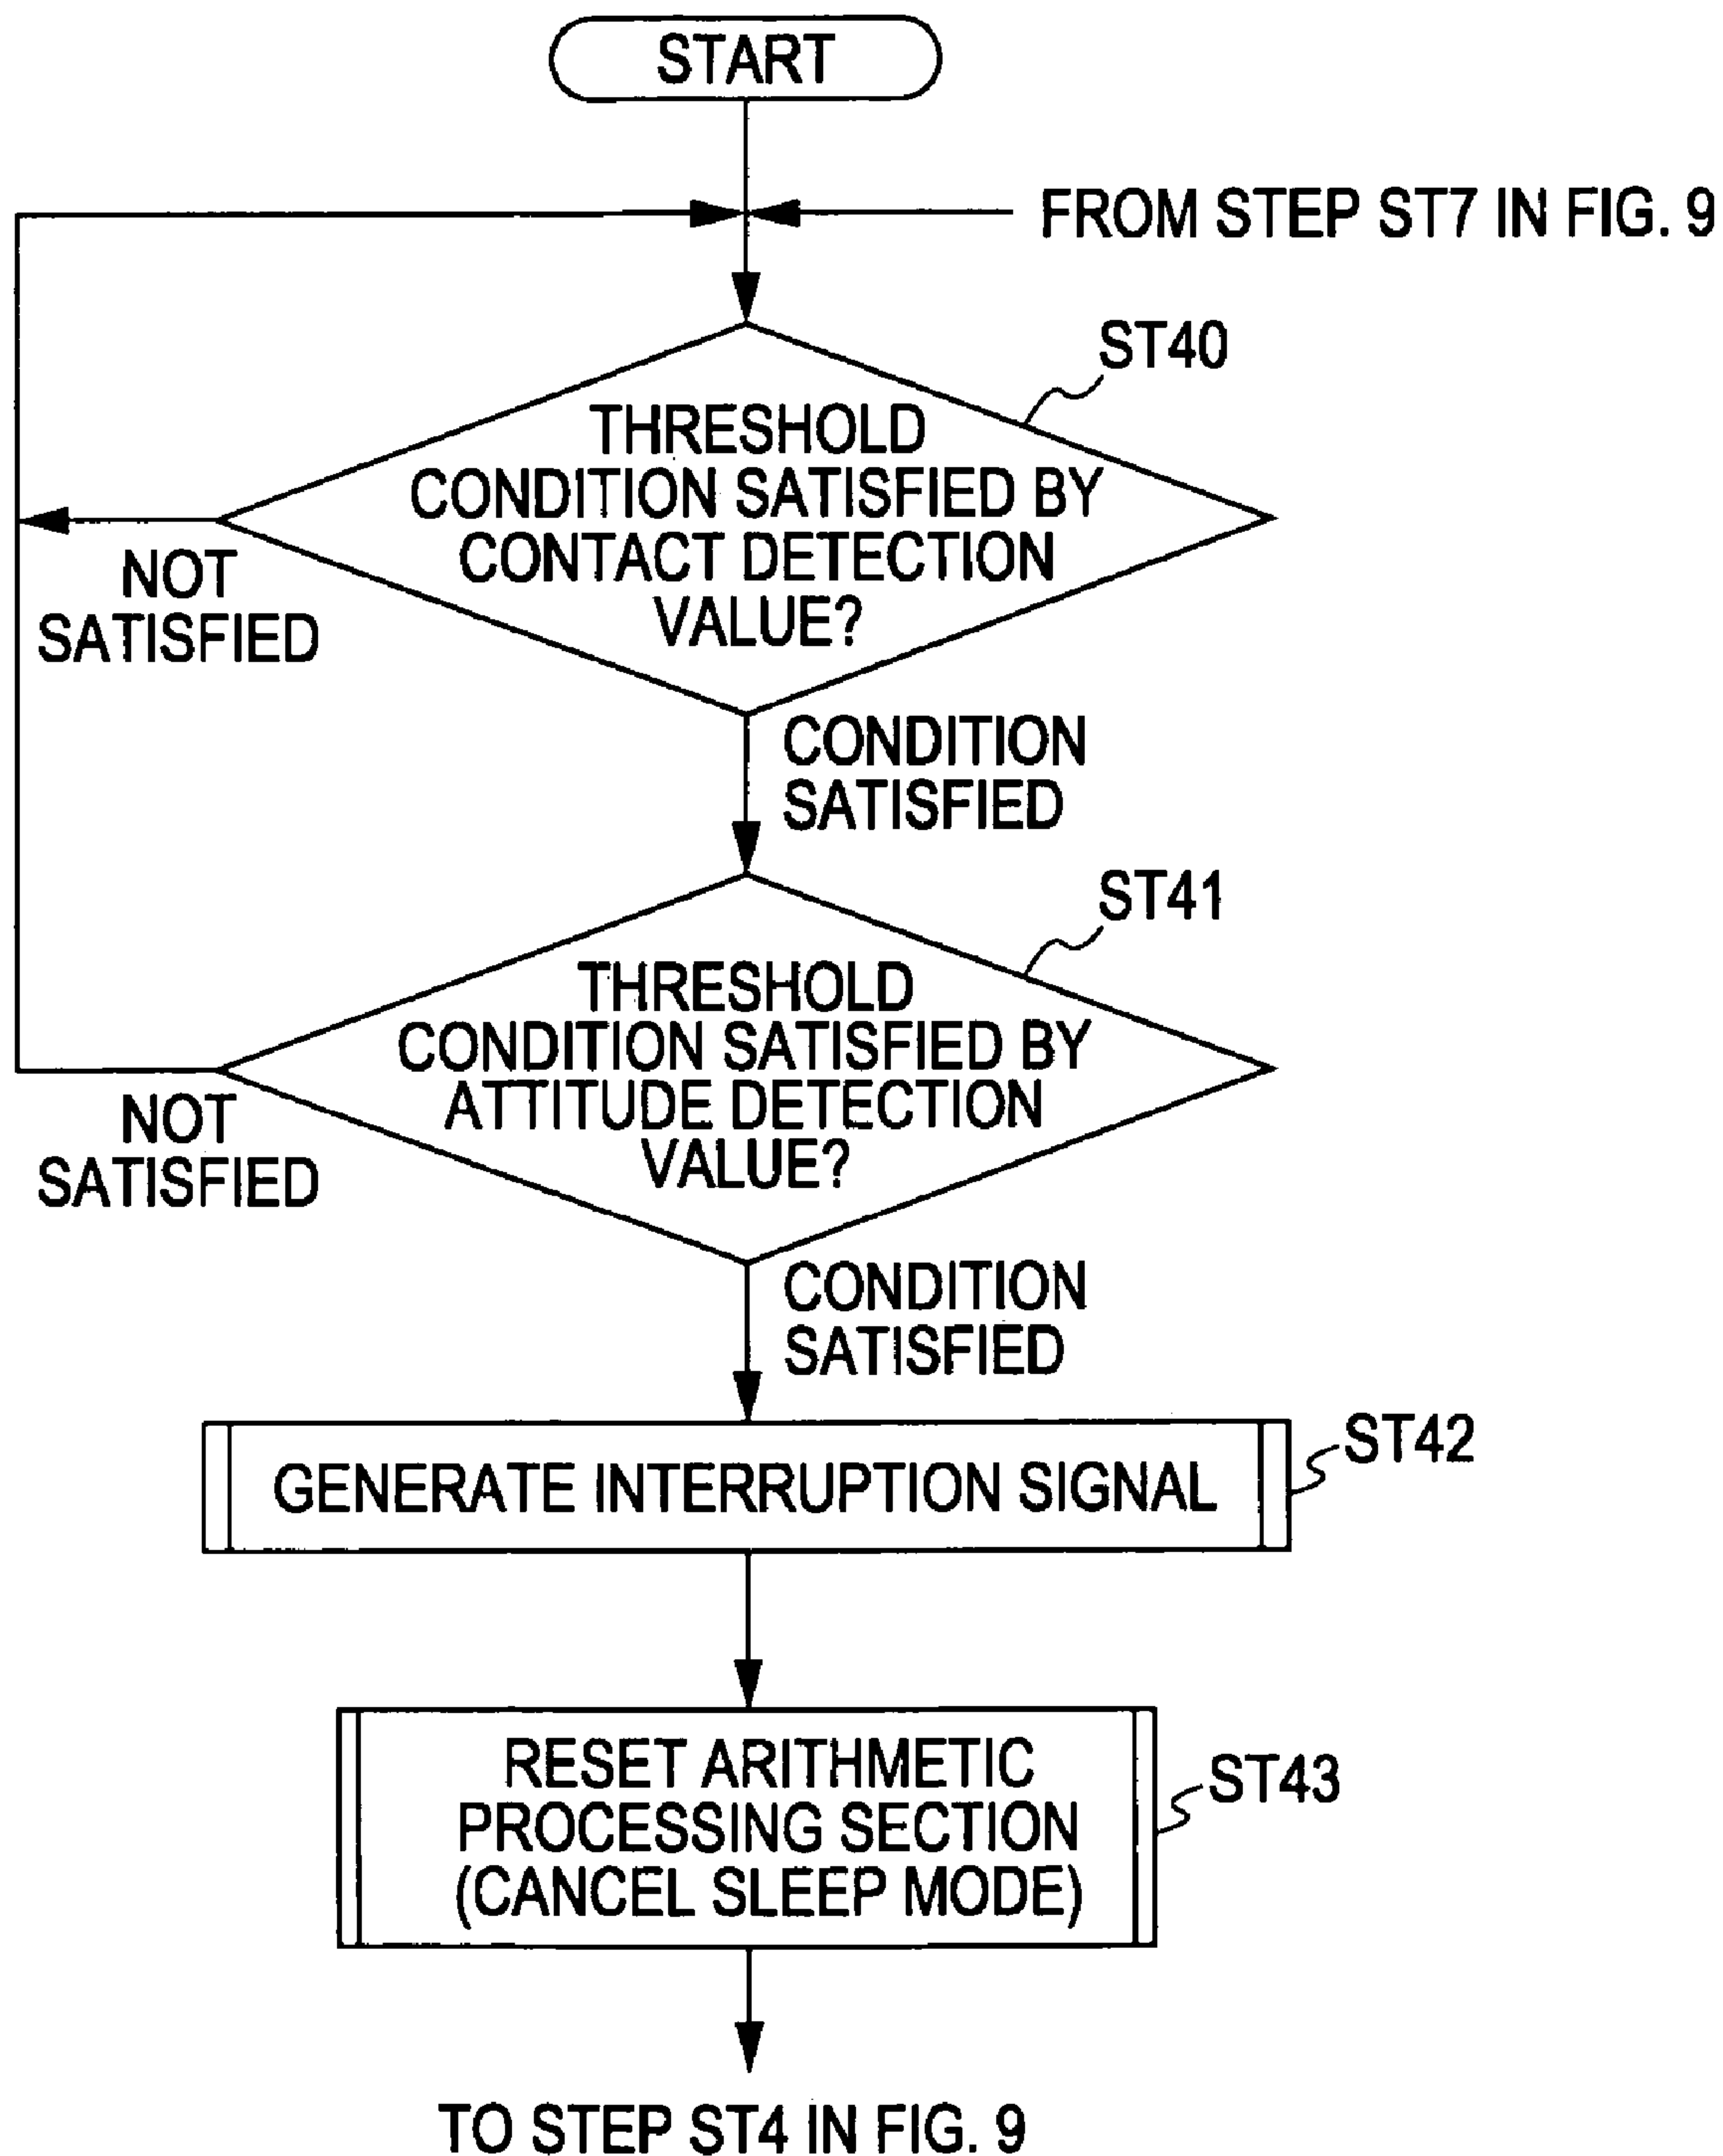 START
FROM STEP ST7 IN FIG. 9
ST40
THRESHOLD
CONDITION SATISFIED BY
CONTACT DETECTION
VALUE?
NOT
SATISFIED
CONDITION
SATISFIED
ST41
THRESHOLD
CONDITION SATISFIED BY
ATTITUDE DETECTION
VALUE?
NOT
SATISFIED
CONDITION
SATISFIED
ST42
GENERATE INTERRUPTION SIGNAL
RESET ARITHMETIC
PROCESSING SECTION
(CANCEL SLEEP MODE)
ST43
TO STEP ST4 IN FIG. 9